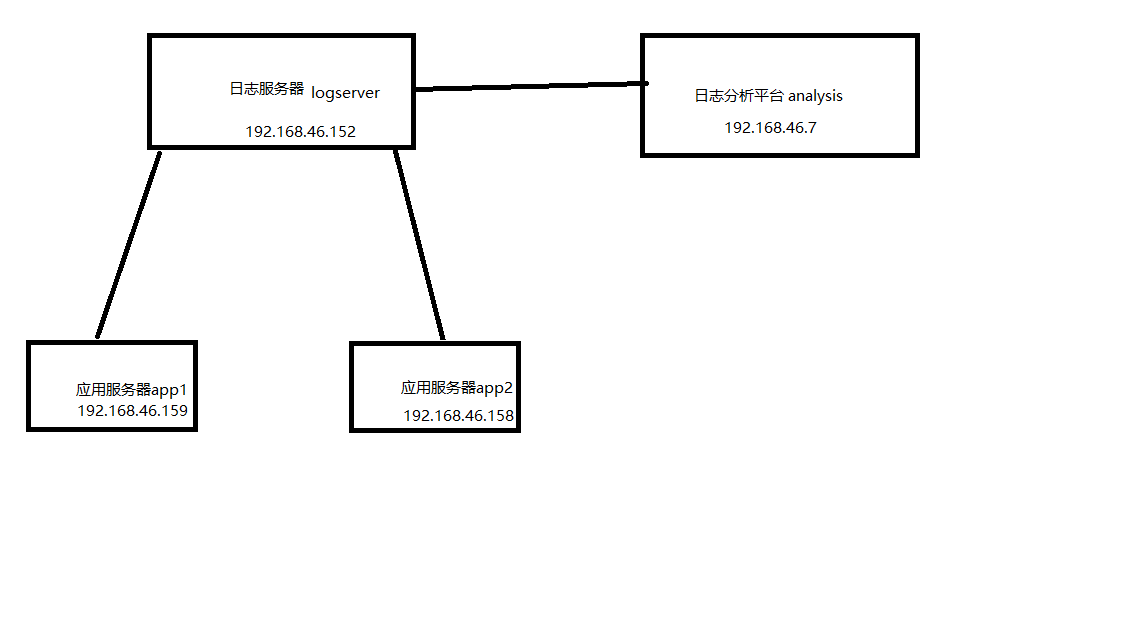 日志服务器 logserver
192.168.46.152
日志分析平台 analysis
192.168.46.7
应用服务器app1
192.168.46.159
应用服务器app2
192.168.46.158